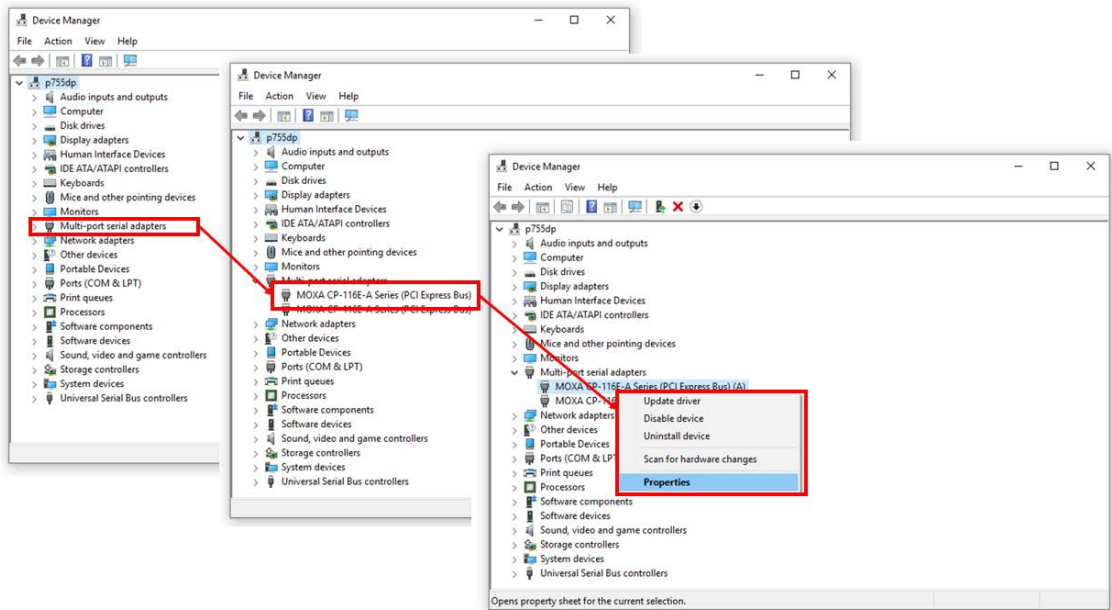 Device Manager
File Action View Help
p755dp
Audio inputs and outputs
Computer
Disk drives
Display adapters
Human Interface Devices
IDE ATA/ATAPI controllers
Keyboards
Mice and other pointing devices
Monitors
Multi-port serial adapters
Network adapters
Other devices
Portable Devices
Ports (COM & LPT)
Print queues
Processors
Software components
Software devices
Sound, video and game controllers
Storage controllers
System devices
Universal Serial Bus controllers
Device Manager
File Action View Help
p755dp
Audio inputs and outputs
Computer
Disk drives
Display adapters
Human Interface Devices
IDE ATA/ATAPI controllers
Keyboards
Mice and other pointing devices
Monitors
Multi-port serial adapters
MOXA CP-116E-A Series (PCI Express Bus)
MOXA CP-116E-A Series (PCI Express Bus)
Network adapters
Other devices
Portable Devices
Ports (COM & LPT)
Print queues
Processors
Software components
Software devices
Sound, video and game controllers
Storage controllers
System devices
Universal Serial Bus controllers
Device Manager
File Action View Help
p755dp
Audio inputs and outputs
Computer
Disk drives
Display adapters
Human Interface Devices
IDE ATA/ATAPI controllers
Keyboards
Mice and other pointing devices
Monitors
Multi-port serial adapters
MOXA CP-116E-A Series (PCI Express Bus) (A)
MOXA CP-116
Network adapters
Other devices
Portable Devices
Ports (COM & LPT
Print queues
Processors
Software components
Software devices
Sound, video and game controllers
Storage controllers
System devices
Universal Serial Bus controllers
Update driver
Disable device
Uninstall device
Scan for hardware changes
Properties
Opens property sheet for the current selection.